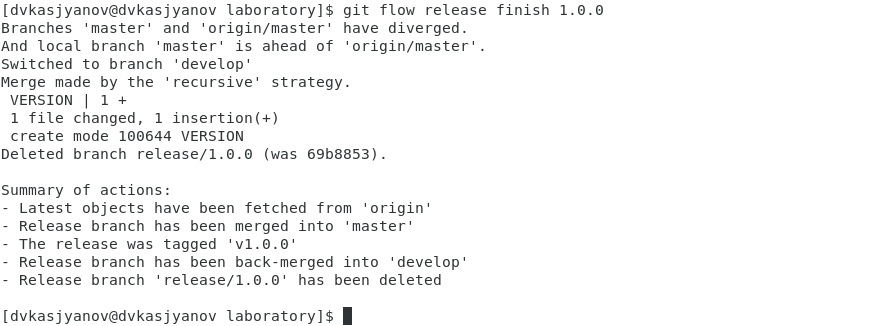 [dvkasjyanov@dvkasjyanov laboratory]$ git flow release finish 1.0.0
Branches 'master' and 'origin/master' have diverged.
And local branch 'master' is ahead of 'origin/master'.
Switched to branch 'develop'
Merge made by the 'recursive' strategy.
 VERSION | 1 +
 1 file changed, 1 insertion(+)
 create mode 100644 VERSION
Deleted branch release/1.0.0 (was 69b8853).

Summary of actions:
- Latest objects have been fetched from 'origin'
- Release branch has been merged into 'master'
- The release was tagged 'v1.0.0'
- Release branch has been back-merged into 'develop'
- Release branch 'release/1.0.0' has been deleted

[dvkasjyanov@dvkasjyanov laboratory]$